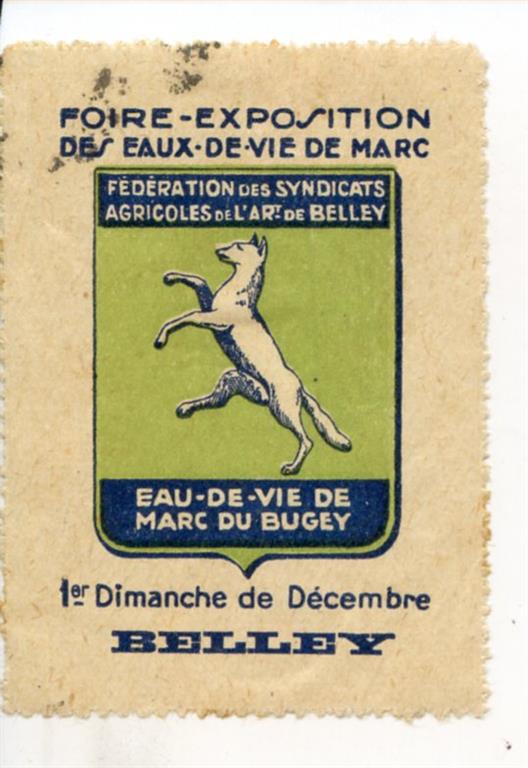 FOIRE-EXPOSITION
DES EAUX-DE-VIE DE MARC
FÉDÉRATION DES SYNDICATS
AGRICOLES DE L'ART DE BELLEY
EAU-DE-VIE DE
MARC DU BUGEY
1er Dimanche de Décembre
BELLEY